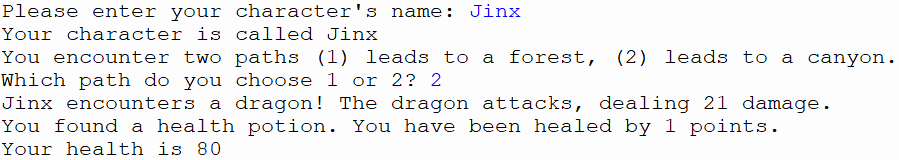 Please enter your character's name: Jinx
Your character is called Jinx
You encounter two paths (1) leads to a forest, (2) leads to a canyon.
Which path do you choose 1 or 2? 2
Jinx encounters a dragon! The dragon attacks, dealing 21 damage.
You found a health potion. You have been healed by 1 points.
Your health is 80